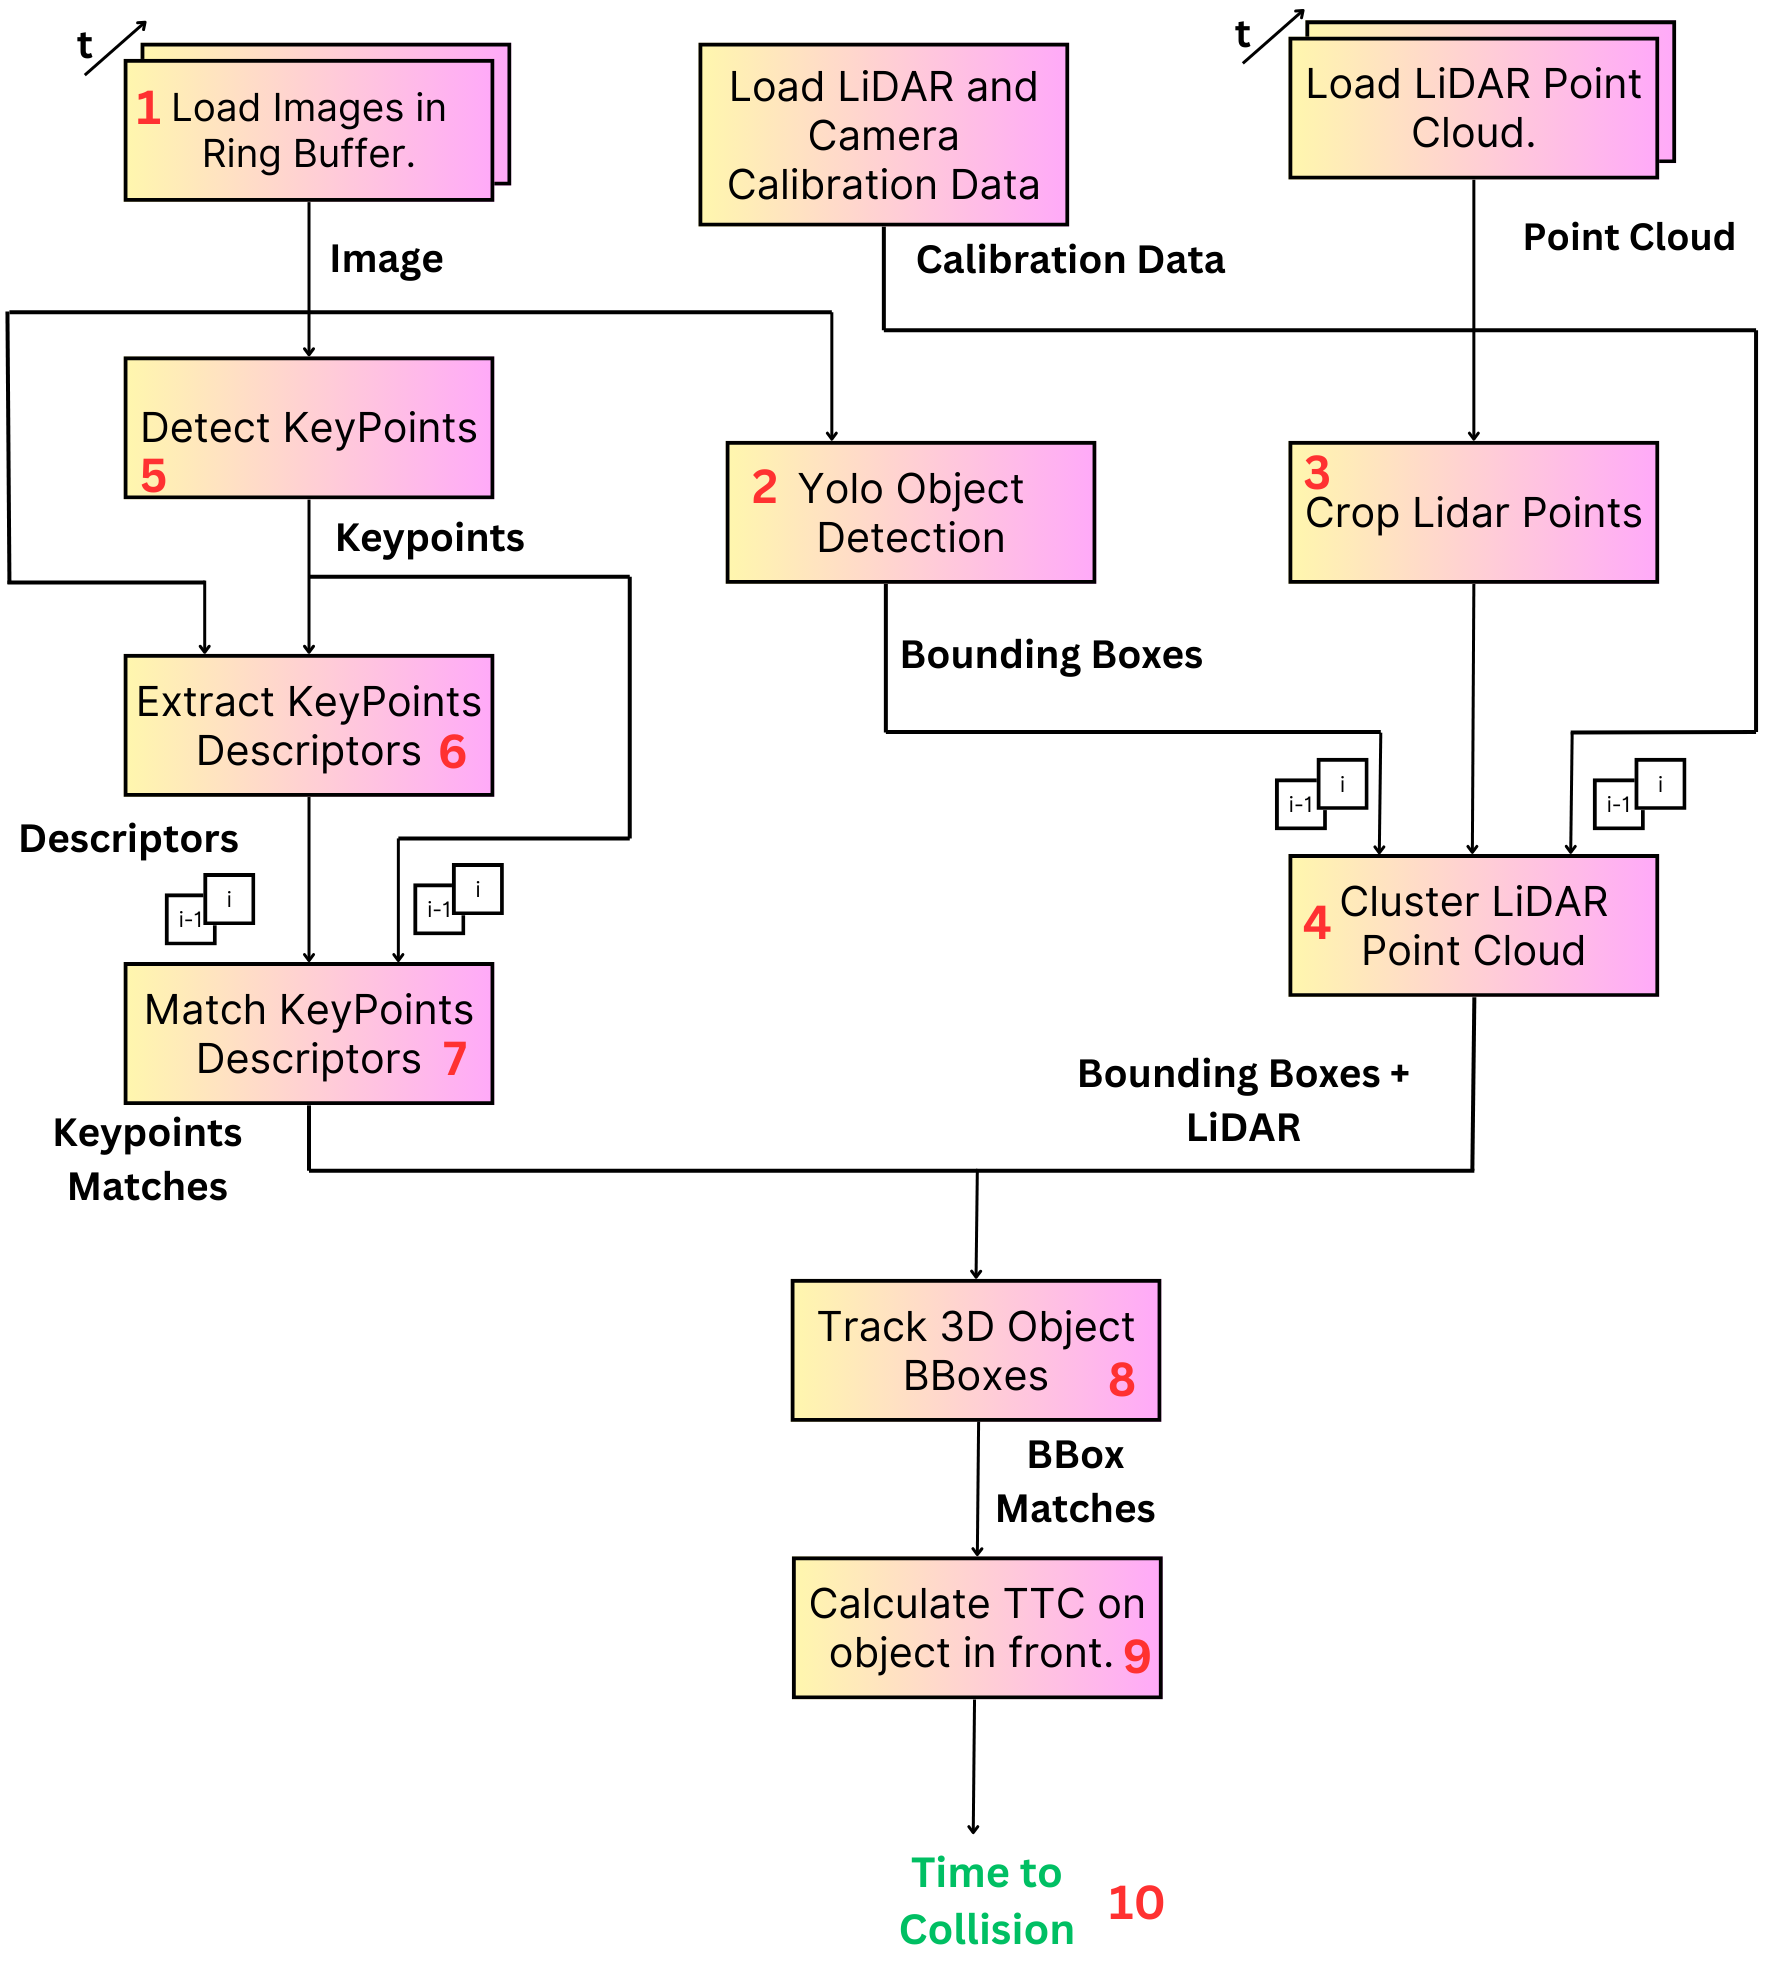 t
1 Load Images in
Ring Buffer.
Load LiDAR and
Camera
Calibration Data
t
Load LiDAR Point
Cloud.
Image
Calibration Data
Point Cloud
Detect KeyPoints
5
2 Yolo Object
Detection
3
Crop Lidar Points
Keypoints
Bounding Boxes
Extract KeyPoints
Descriptors 6
Descriptors
i-1 i
i-1 i
i-1 i
i-1 i
4 Cluster LiDAR
Point Cloud
Match KeyPoints
Descriptors 7
Keypoints
Matches
Bounding Boxes +
LiDAR
Track 3D Object
BBoxes 8
BBox
Matches
Calculate TTC on
object in front. 9
Time to
Collision
10